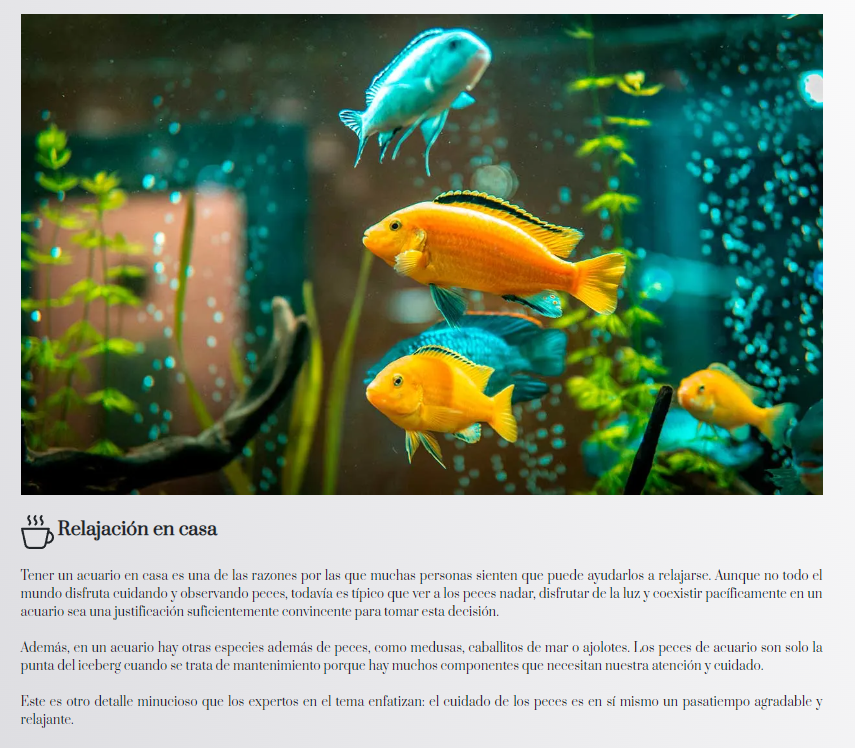 Relajación en casa
Tener un acuario en casa es una de las razones por las que muchas personas sienten que puede ayudarlos a relajarse. Aunque no todo el
mundo disfruta cuidando y observando peces, todavía es típico que ver a los peces nadar, disfrutar de la luz y coexistir pacíficamente en un
acuario sea una justificación suficientemente convincente para tomar esta decisión.
Además, en un acuario hay otras especies además de peces, como medusas, caballitos de mar o ajolotes. Los peces de acuario son solo la
punta del iceberg cuando se trata de mantenimiento porque hay muchos componentes que necesitan nuestra atención y cuidado.
Este es otro detalle minucioso que los expertos en el tema enfatizan: el cuidado de los peces es en sí mismo un pasatiempo agradable y
relajante.